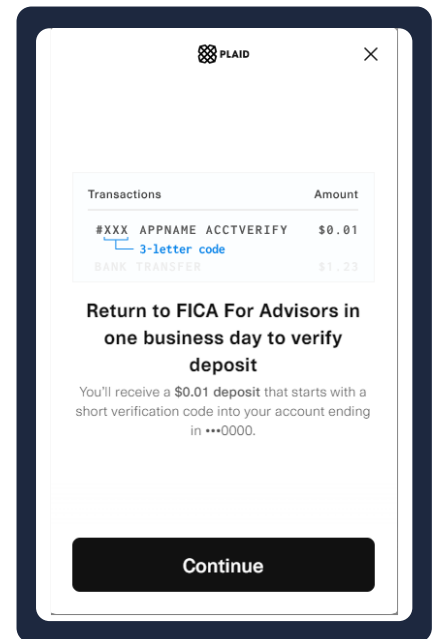 PLAID
Transactions Amount
#XXX APPNAME ACCTVERIFY $0.01
3-letter code
BANK TRANSFER $1.23
Return to FICA For Advisors in
one business day to verify
deposit
You'll receive a $0.01 deposit that starts with a
short verification code into your account ending
in •••0000.
Continue